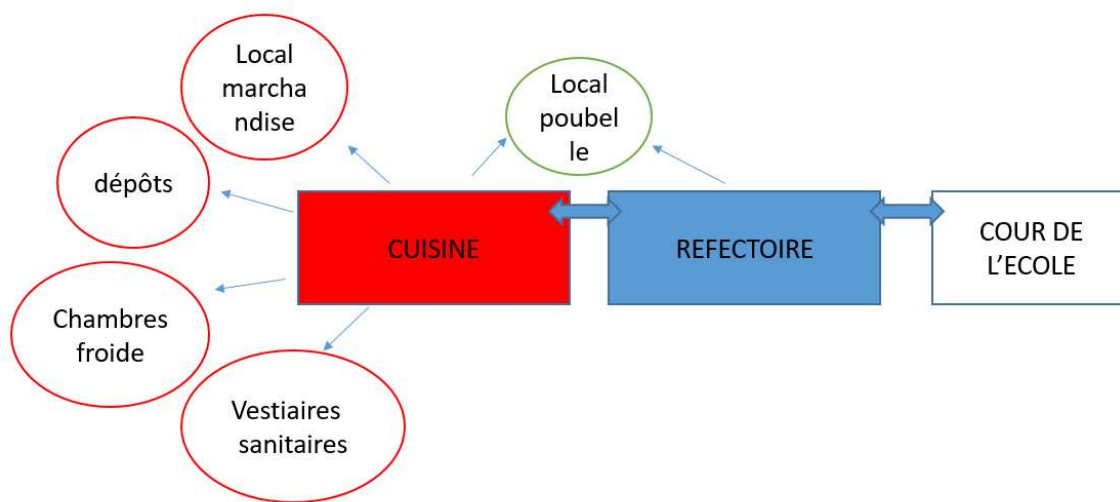 Local
marcha
ndise
Local
poubel
le
dépôts
CUISINE
REFECTOIRE
COUR DE
L’ECOLE
Chambres
froide
Vestiaires
sanitaires